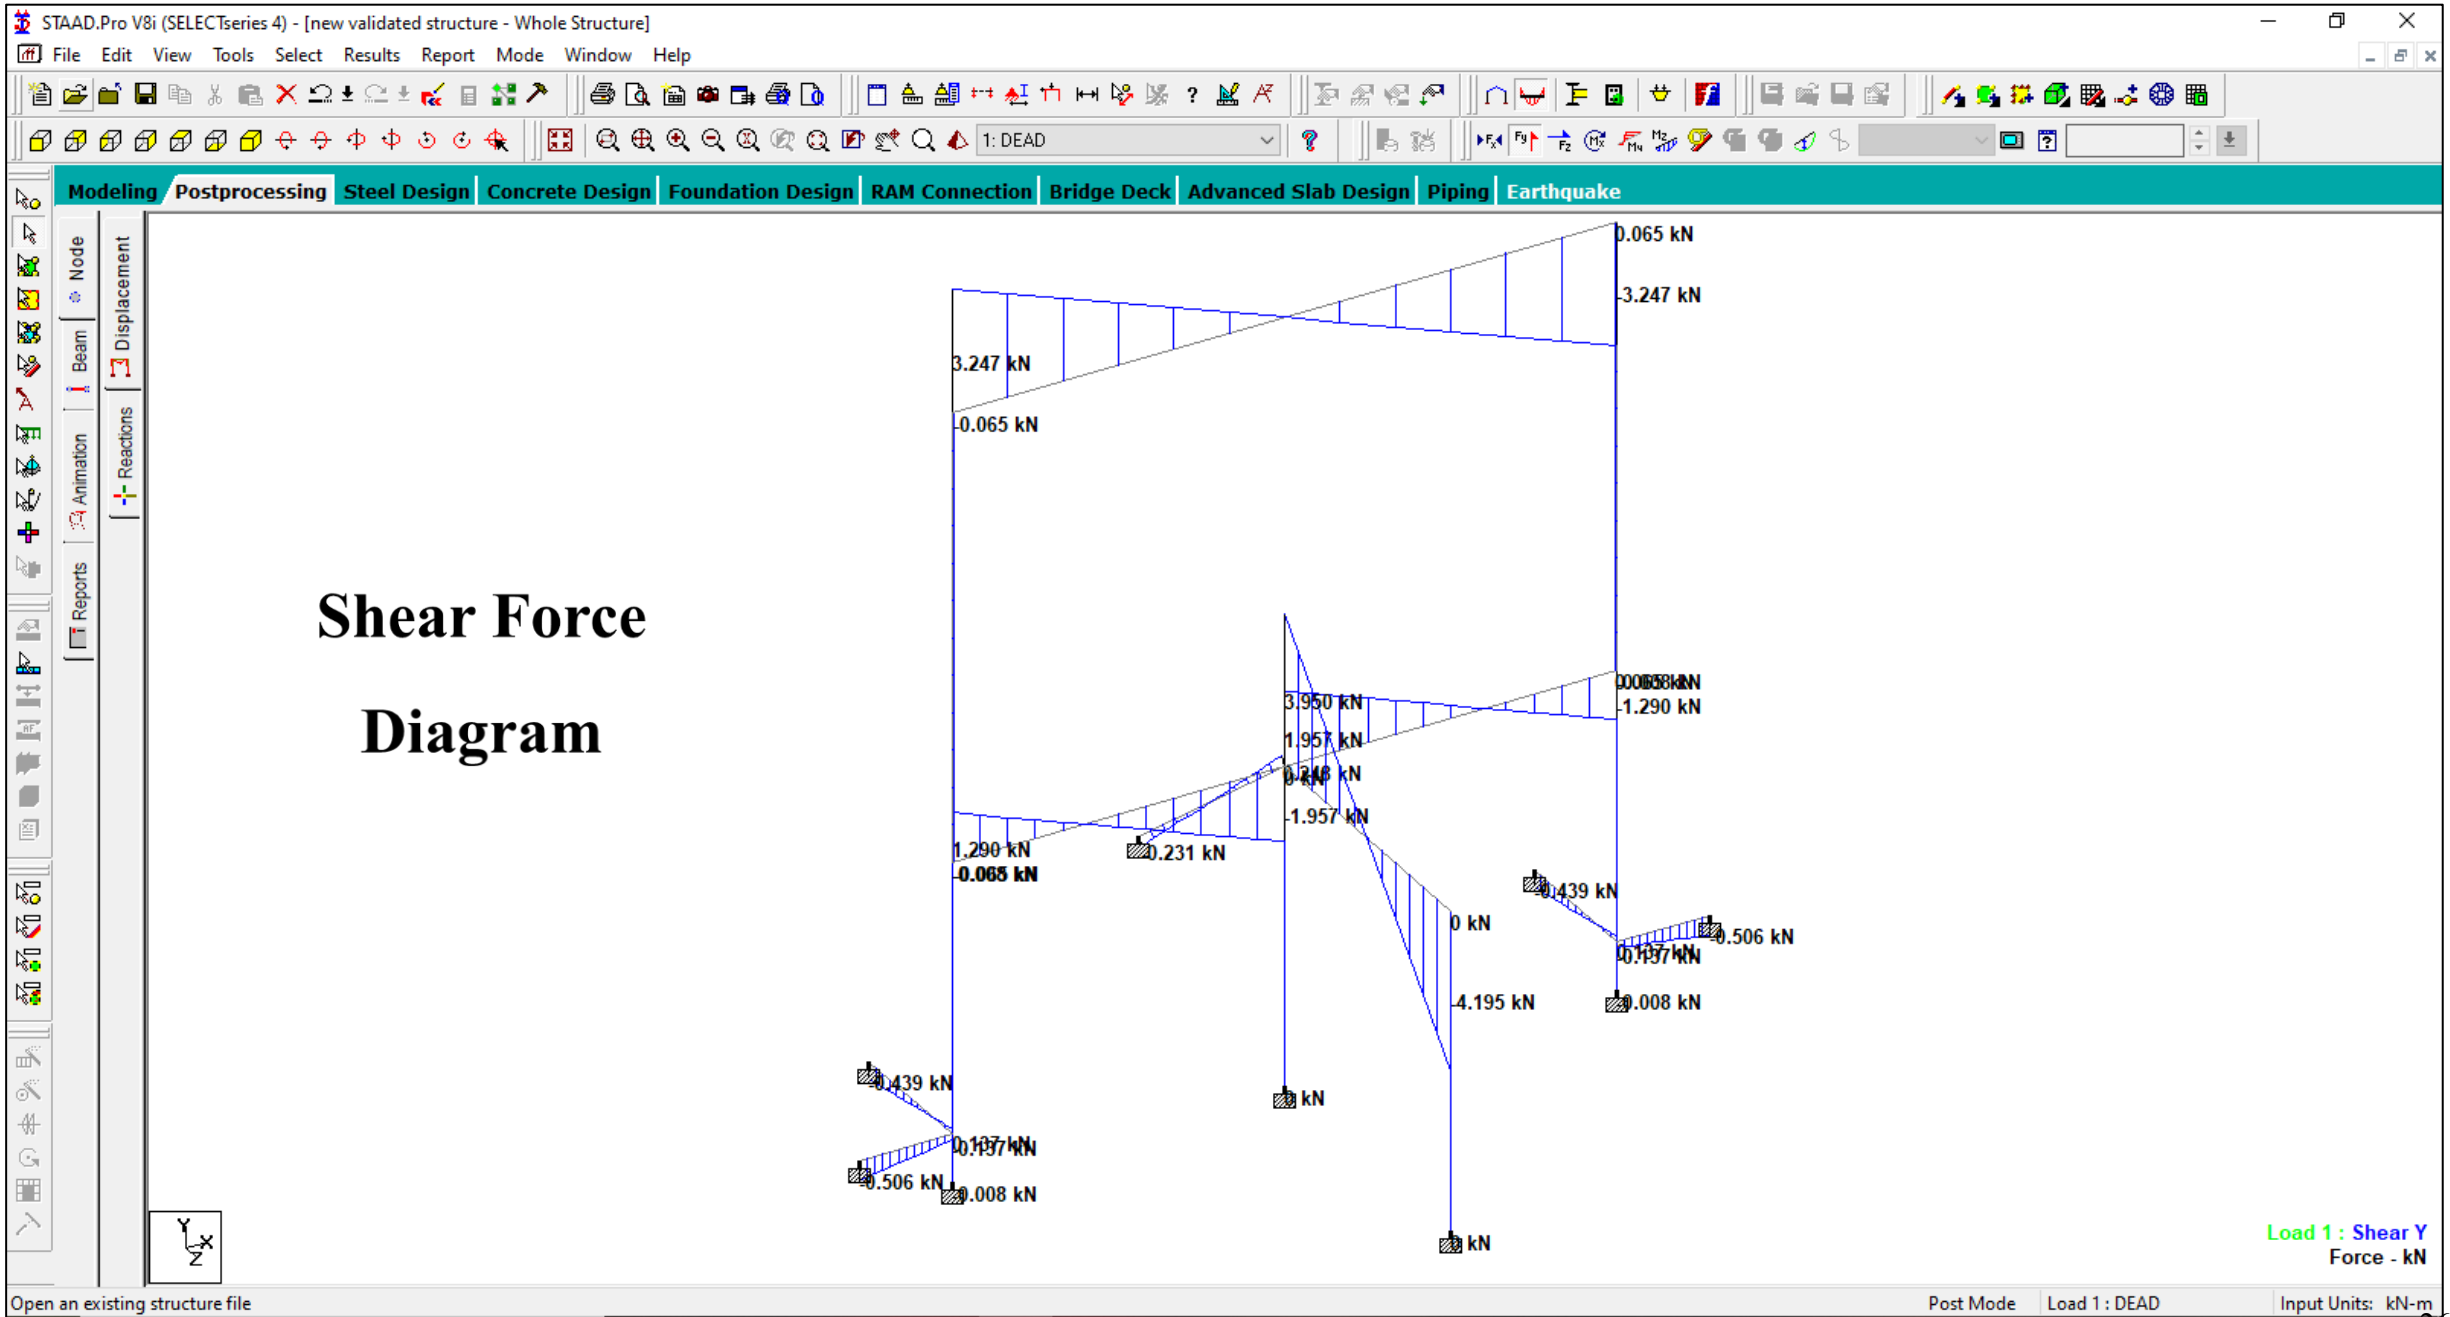 STAAD.Pro V8i (SELECTseries 4) - [new validated structure - Whole Structure]
File Edit View Tools Select Results Report Mode Window Help
1: DEAD
Modeling Postprocessing Steel Design Concrete Design Foundation Design RAM Connection Bridge Deck Advanced Slab Design Piping Earthquake
Node
Beam
Animation
Reports
Displacement
Reactions
Shear Force
Diagram
0.065 kN
-3.247 kN
3.247 kN
-0.065 kN
-1.290 kN
3.950 kN
1.957 kN
-1.957 kN
1.290 kN
-0.231 kN
0 kN
-4.195 kN
-0.439 kN
-0.506 kN
-0.008 kN
-0.439 kN
-0.506 kN
-0.008 kN
0 kN
0 kN
Y
X
Z
Load 1 : Shear Y
Force - kN
Open an existing structure file
Post Mode
Load 1 : DEAD
Input Units: kN-m